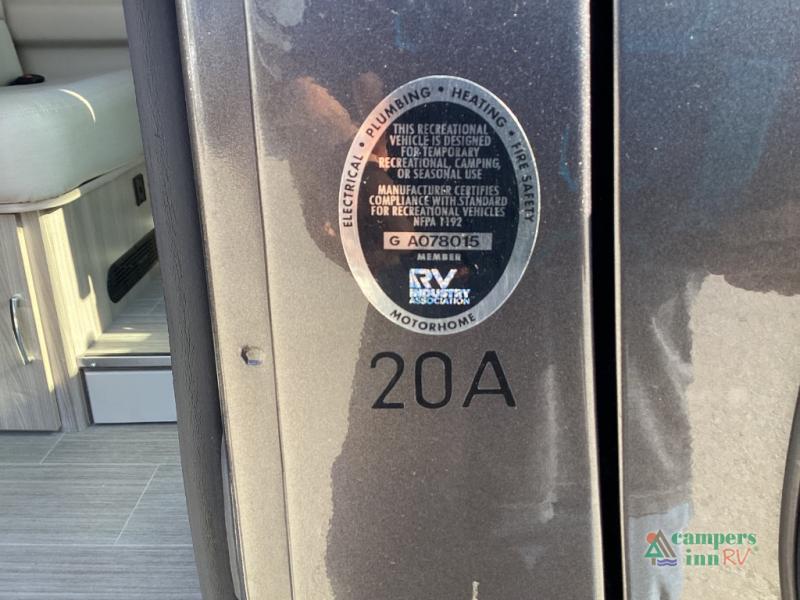 ELECTRICAL • PLUMBING • HEATING • FIRE SAFETY
THIS RECREATIONAL
VEHICLE IS DESIGNED
FOR TEMPORARY
RECREATIONAL, CAMPING,
OR SEASONAL USE
MANUFACTURER CERTIFIES
COMPLIANCE WITH STANDARD
FOR RECREATIONAL VEHICLES
NFPA 1192
G A078015
MEMBER
RV
INDUSTRY
ASSOCIATION
MOTORHOME
20A
campers
inn RV